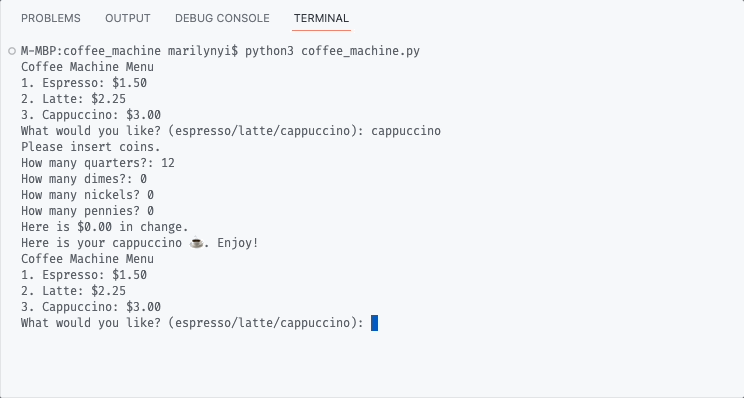 PROBLEMS OUTPUT DEBUG CONSOLE TERMINAL
M-MBP:coffee_machine marilynyi$ python3 coffee_machine.py
Coffee Machine Menu
1. Espresso: $1.50
2. Latte: $2.25
3. Cappuccino: $3.00
What would you like? (espresso/latte/cappuccino): cappuccino
Please insert coins.
How many quarters?: 12
How many dimes?: 0
How many nickels? 0
How many pennies? 0
Here is $0.00 in change.
Here is your cappuccino ☕. Enjoy!
Coffee Machine Menu
1. Espresso: $1.50
2. Latte: $2.25
3. Cappuccino: $3.00
What would you like? (espresso/latte/cappuccino):